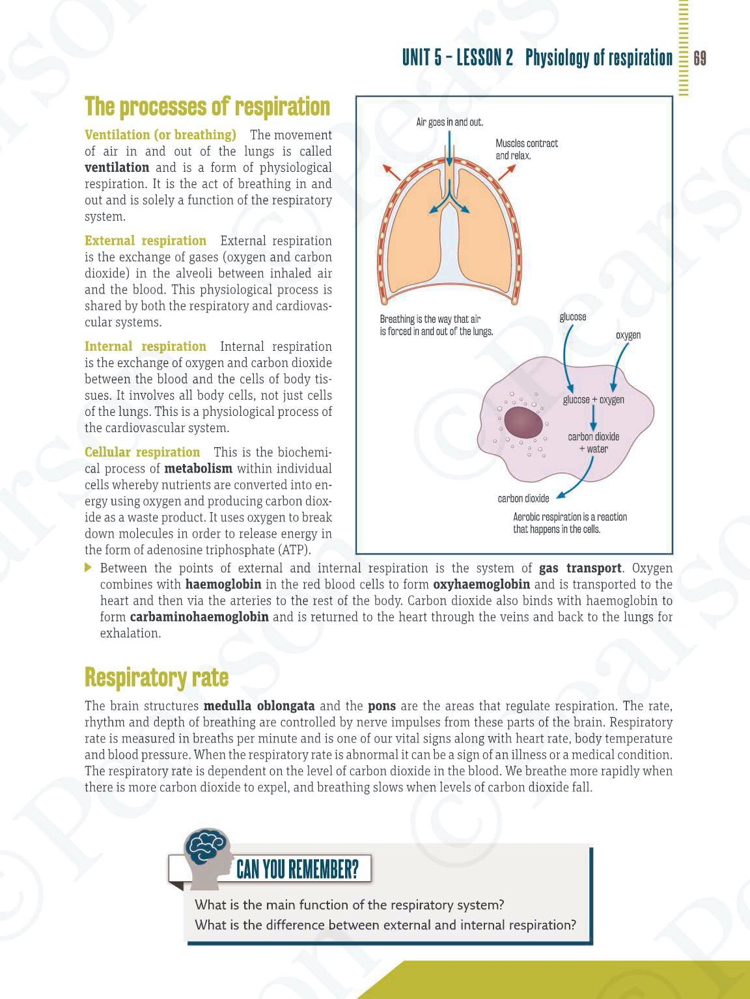 UNIT 5 – LESSON 2 Physiology of respiration 69
The processes of respiration
Ventilation (or breathing) The movement
of air in and out of the lungs is called
ventilation and is a form of physiological
respiration. It is the act of breathing in and
out and is solely a function of the respiratory
system.
External respiration External respiration
is the exchange of gases (oxygen and carbon
dioxide) in the alveoli between inhaled air
and the blood. This physiological process is
shared by both the respiratory and cardiovas-
cular systems.
Internal respiration Internal respiration
is the exchange of oxygen and carbon dioxide
between the blood and the cells of body tis-
sues. It involves all body cells, not just cells
of the lungs. This is a physiological process of
the cardiovascular system.
Cellular respiration This is the biochemi-
cal process of metabolism within individual
cells whereby nutrients are converted into en-
ergy using oxygen and producing carbon diox-
ide as a waste product. It uses oxygen to break
down molecules in order to release energy in
the form of adenosine triphosphate (ATP).
Air goes in and out.
Muscles contract
and relax.
Breathing is the way that air
is forced in and out of the lungs.
glucose
oxygen
glucose + oxygen
carbon dioxide
+ water
carbon dioxide
Aerobic respiration is a reaction
that happens in the cells.
Between the points of external and internal respiration is the system of gas transport. Oxygen
combines with haemoglobin in the red blood cells to form oxyhaemoglobin and is transported to the
heart and then via the arteries to the rest of the body. Carbon dioxide also binds with haemoglobin to
form carbaminohaemoglobin and is returned to the heart through the veins and back to the lungs for
exhalation.
Respiratory rate
The brain structures medulla oblongata and the pons are the areas that regulate respiration. The rate,
rhythm and depth of breathing are controlled by nerve impulses from these parts of the brain. Respiratory
rate is measured in breaths per minute and is one of our vital signs along with heart rate, body temperature
and blood pressure. When the respiratory rate is abnormal it can be a sign of an illness or a medical condition.
The respiratory rate is dependent on the level of carbon dioxide in the blood. We breathe more rapidly when
there is more carbon dioxide to expel, and breathing slows when levels of carbon dioxide fall.
CAN YOU REMEMBER?
What is the main function of the respiratory system?
What is the difference between external and internal respiration?
© Pearson
© Pearson
© Pearson
© Pearson